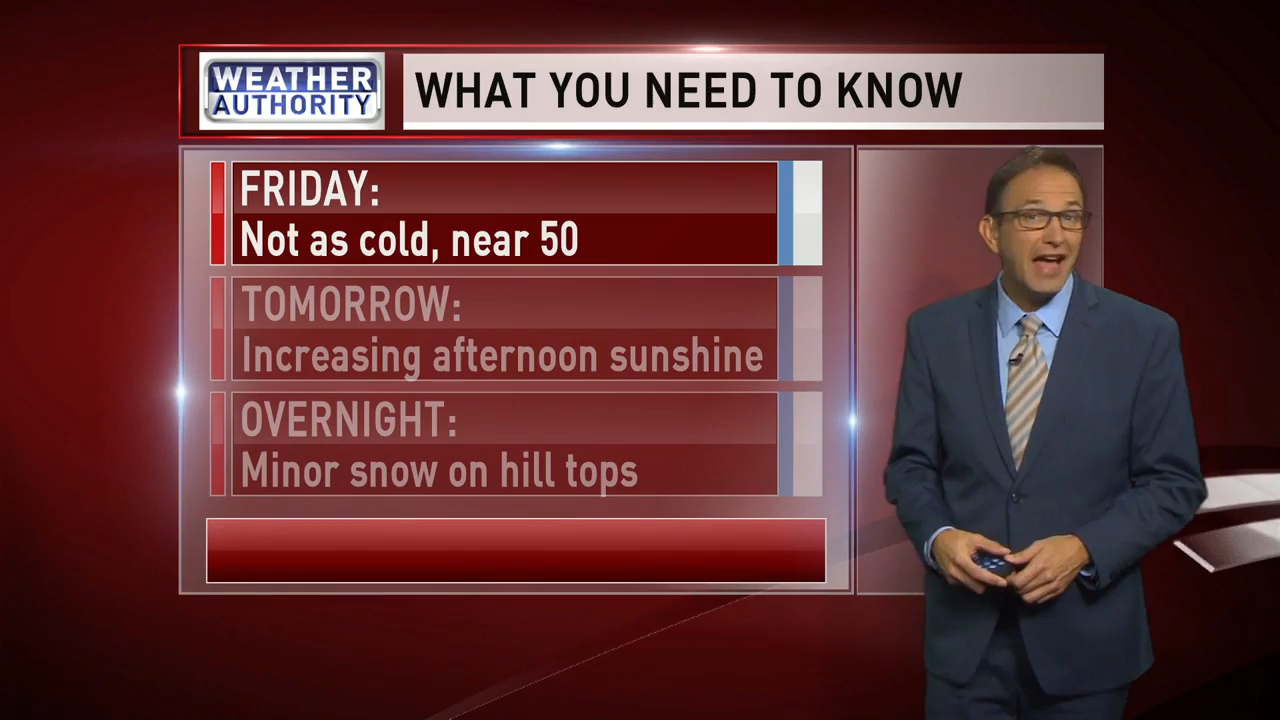 WEATHER
AUTHORITY
WHAT YOU NEED TO KNOW
FRIDAY:
Not as cold, near 50
TOMORROW:
Increasing afternoon sunshine
OVERNIGHT:
Minor snow on hill tops